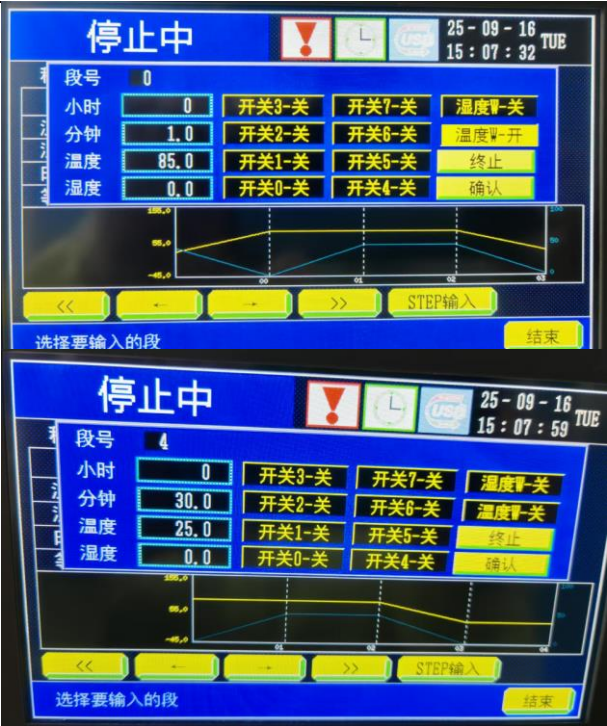 停止中
25-09-16
15:07:32 TUE
段号 0
小时 0 开关3-关 开关7-关 湿度W-关
分钟 1.0 开关2-关 开关6-关 温度W-开
温度 85.0 开关1-关 开关5-关 终止
湿度 0.0 开关0-关 开关4-关 确认
155.0 100
55.0 50
-45.0 0
00 01 02 03
<< ← → >> STEP输入
选择要输入的段 结束
停止中
25-09-16
15:07:59 TUE
段号 4
小时 0 开关3-关 开关7-关 湿度W-关
分钟 30.0 开关2-关 开关6-关 温度W-关
温度 25.0 开关1-关 开关5-关 终止
湿度 0.0 开关0-关 开关4-关 确认
155.0
55.0
-45.0
01 02 03 04
<< ← → >> STEP输入
选择要输入的段 结束